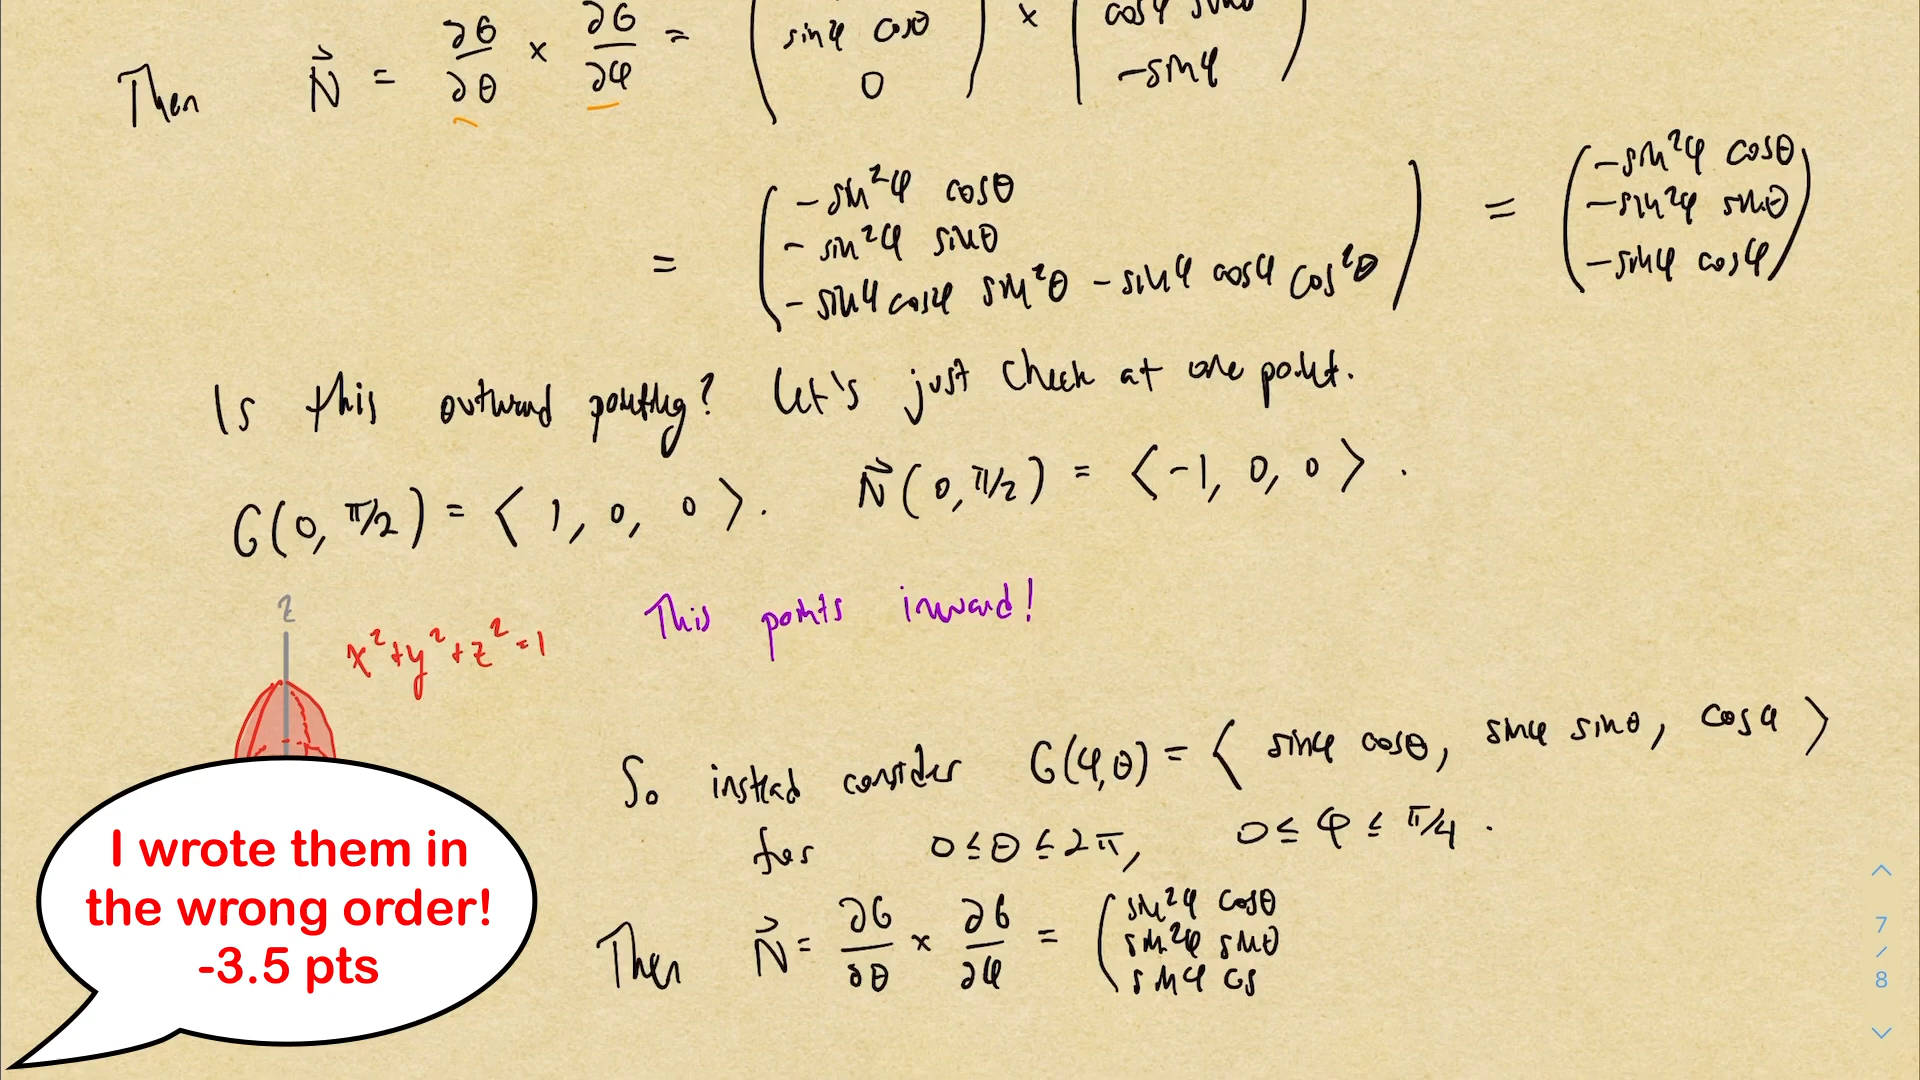 sinφ cosθ
cosφ sinθ
Then N⃗ = ∂G/∂θ × ∂G/∂φ = ( 0 ) × ( -sinφ )
= ( -sin²φ cosθ
-sin²φ sinθ
-sinφ cosφ sin²θ - sinφ cosφ cos²θ )
= ( -sin²φ cosθ
-sin²φ sinθ
-sinφ cosφ )
Is this outward pointing? Let's just check at one point.
G(0, π/2) = ⟨ 1, 0, 0 ⟩. N⃗(0, π/2) = ⟨ -1, 0, 0 ⟩.
This points inward!
z
x²+y²+z²=1
So instead consider G(φ,θ) = ⟨ sinφ cosθ, sinφ sinθ, cosφ ⟩
for 0≤θ≤2π, 0≤φ≤π/4.
Then N⃗ = ∂G/∂θ × ∂G/∂φ = ( sin²φ cosθ
sin²φ sinθ
sinφ cs
I wrote them in
the wrong order!
-3.5 pts
7
/
8